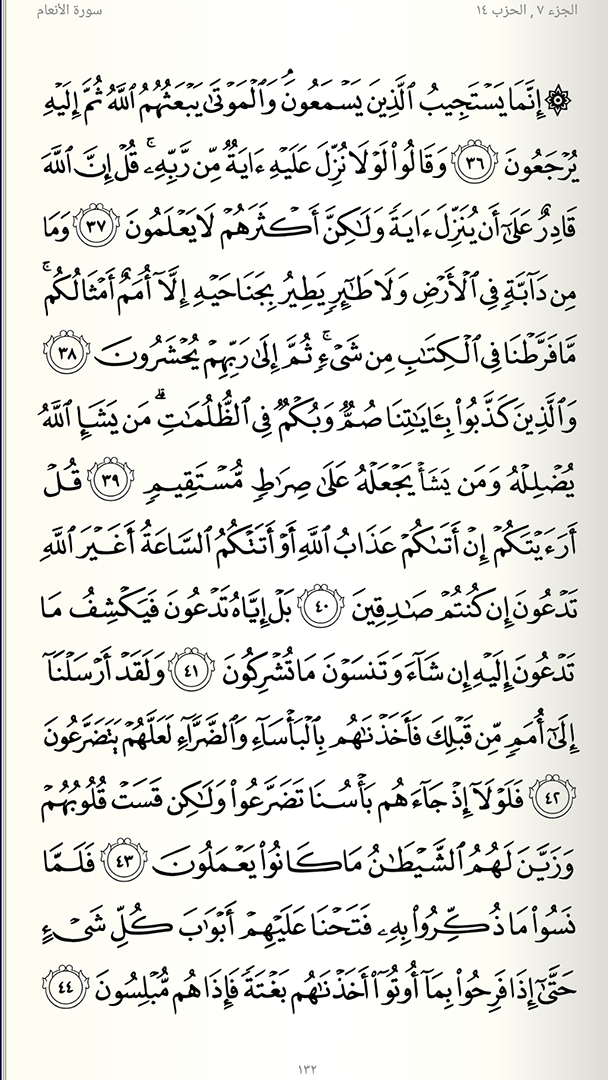 الجزء ٧, الحزب ١٤
سورة الأنعام
۞ إِنَّمَا يَسْتَجِيبُ ٱلَّذِينَ يَسْمَعُونَۘ وَٱلْمَوْتَىٰ يَبْعَثُهُمُ ٱللَّهُ ثُمَّ إِلَيْهِ
يُرْجَعُونَ ٣٦ وَقَالُوا۟ لَوْلَا نُزِّلَ عَلَيْهِ ءَايَةٌ مِّن رَّبِّهِۦۚ قُلْ إِنَّ ٱللَّهَ
قَادِرٌ عَلَىٰٓ أَن يُنَزِّلَ ءَايَةً وَلَٰكِنَّ أَكْثَرَهُمْ لَا يَعْلَمُونَ ٣٧ وَمَا
مِن دَآبَّةٍ فِى ٱلْأَرْضِ وَلَا طَٰٓئِرٍ يَطِيرُ بِجَنَاحَيْهِ إِلَّآ أُمَمٌ أَمْثَالُكُمۚ
مَّا فَرَّطْنَا فِى ٱلْكِتَٰبِ مِن شَىْءٍۚ ثُمَّ إِلَىٰ رَبِّهِمْ يُحْشَرُونَ ٣٨
وَٱلَّذِينَ كَذَّبُوا۟ بِـَٔايَٰتِنَا صُمٌّ وَبُكْمٌ فِى ٱلظُّلُمَٰتِۗ مَن يَشَإِ ٱللَّهُ
يُضْلِلْهُ وَمَن يَشَأْ يَجْعَلْهُ عَلَىٰ صِرَٰطٍ مُّسْتَقِيمٍ ٣٩ قُلْ
أَرَءَيْتَكُمْ إِنْ أَتَىٰكُمْ عَذَابُ ٱللَّهِ أَوْ أَتَتْكُمُ ٱلسَّاعَةُ أَغَيْرَ ٱللَّهِ
تَدْعُونَ إِن كُنتُمْ صَٰدِقِينَ ٤٠ بَلْ إِيَّاهُ تَدْعُونَ فَيَكْشِفُ مَا
تَدْعُونَ إِلَيْهِ إِن شَآءَ وَتَنسَوْنَ مَا تُشْرِكُونَ ٤١ وَلَقَدْ أَرْسَلْنَآ
إِلَىٰٓ أُمَمٍ مِّن قَبْلِكَ فَأَخَذْنَٰهُم بِٱلْبَأْسَآءِ وَٱلضَّرَّآءِ لَعَلَّهُمْ يَتَضَرَّعُونَ
٤٢ فَلَوْلَآ إِذْ جَآءَهُم بَأْسُنَا تَضَرَّعُوا۟ وَلَٰكِن قَسَتْ قُلُوبُهُمْ
وَزَيَّنَ لَهُمُ ٱلشَّيْطَٰنُ مَا كَانُوا۟ يَعْمَلُونَ ٤٣ فَلَمَّا
نَسُوا۟ مَا ذُكِّرُوا۟ بِهِۦ فَتَحْنَا عَلَيْهِمْ أَبْوَٰبَ كُلِّ شَىْءٍ
حَتَّىٰٓ إِذَا فَرِحُوا۟ بِمَآ أُوتُوٓا۟ أَخَذْنَٰهُم بَغْتَةً فَإِذَا هُم مُّبْلِسُونَ ٤٤
١٣٢